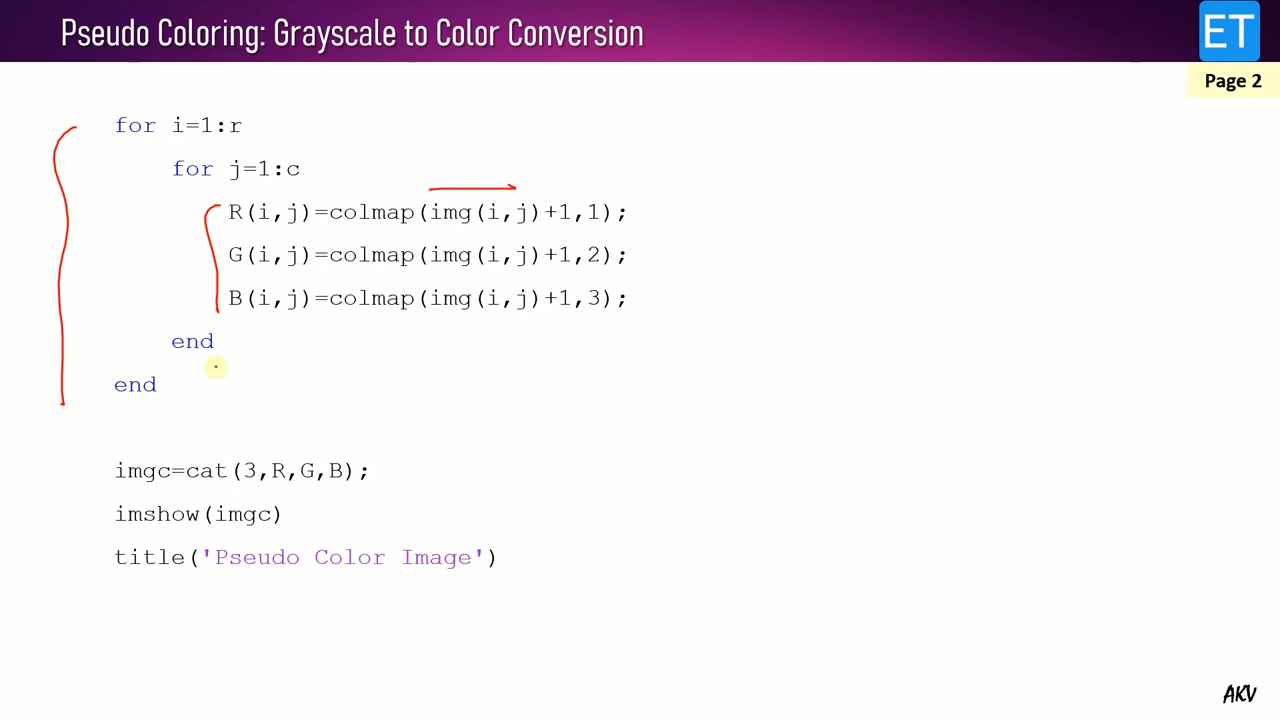 Pseudo Coloring: Grayscale to Color Conversion
ET
Page 2
for i=1:r
for j=1:c
R(i,j)=colmap(img(i,j)+1,1);
G(i,j)=colmap(img(i,j)+1,2);
B(i,j)=colmap(img(i,j)+1,3);
end
end
imgc=cat(3,R,G,B);
imshow(imgc)
title('Pseudo Color Image')
AKV